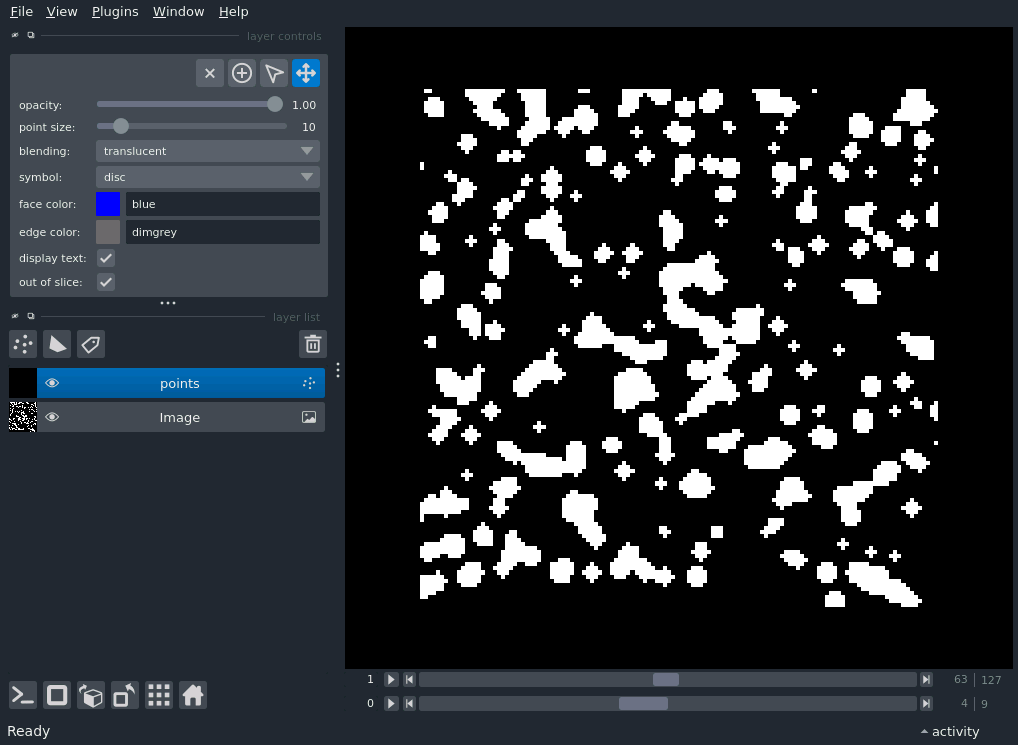 File View Plugins Window Help
layer controls
opacity: 1.00
point size: 10
blending: translucent
symbol: disc
face color: blue
edge color: dimgrey
display text:
out of slice:
layer list
points
Image
1 63 127
0 4 9
Ready activity